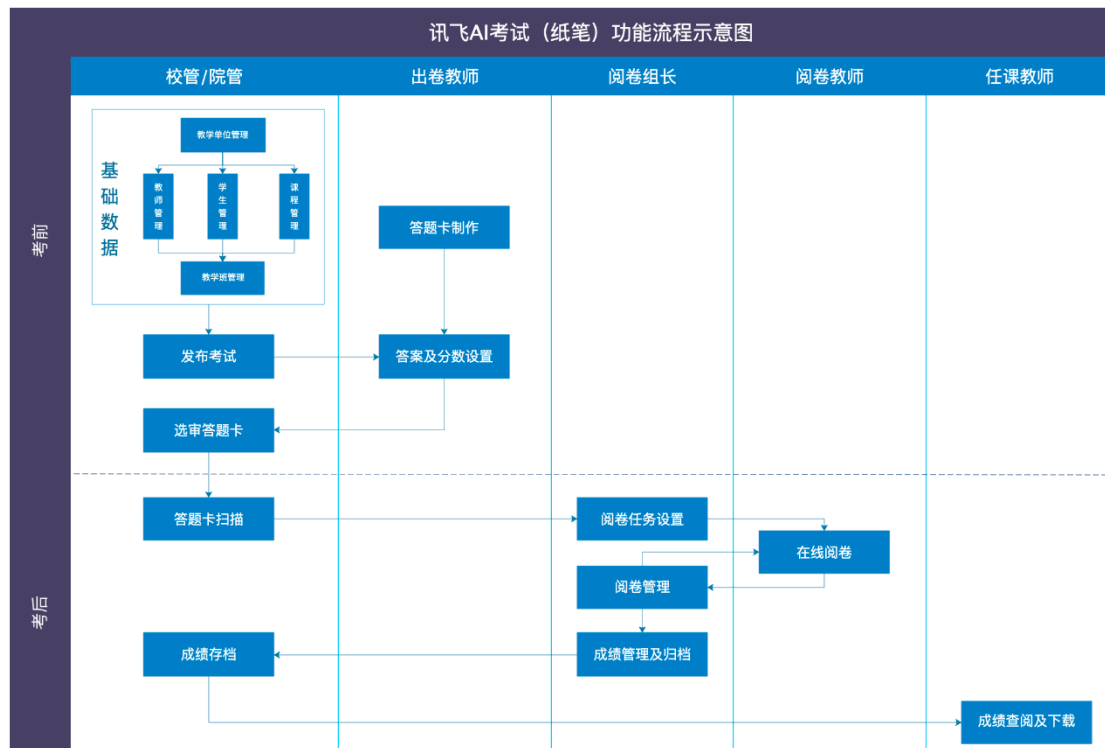 讯飞AI考试（纸笔）功能流程示意图
校管/院管
出卷教师
阅卷组长
阅卷教师
任课教师
考前
基础数据
教学单位管理
教师管理
学生管理
课程管理
教学班管理
答题卡制作
发布考试
答案及分数设置
选审答题卡
考后
答题卡扫描
阅卷任务设置
在线阅卷
阅卷管理
成绩存档
成绩管理及归档
成绩查阅及下载